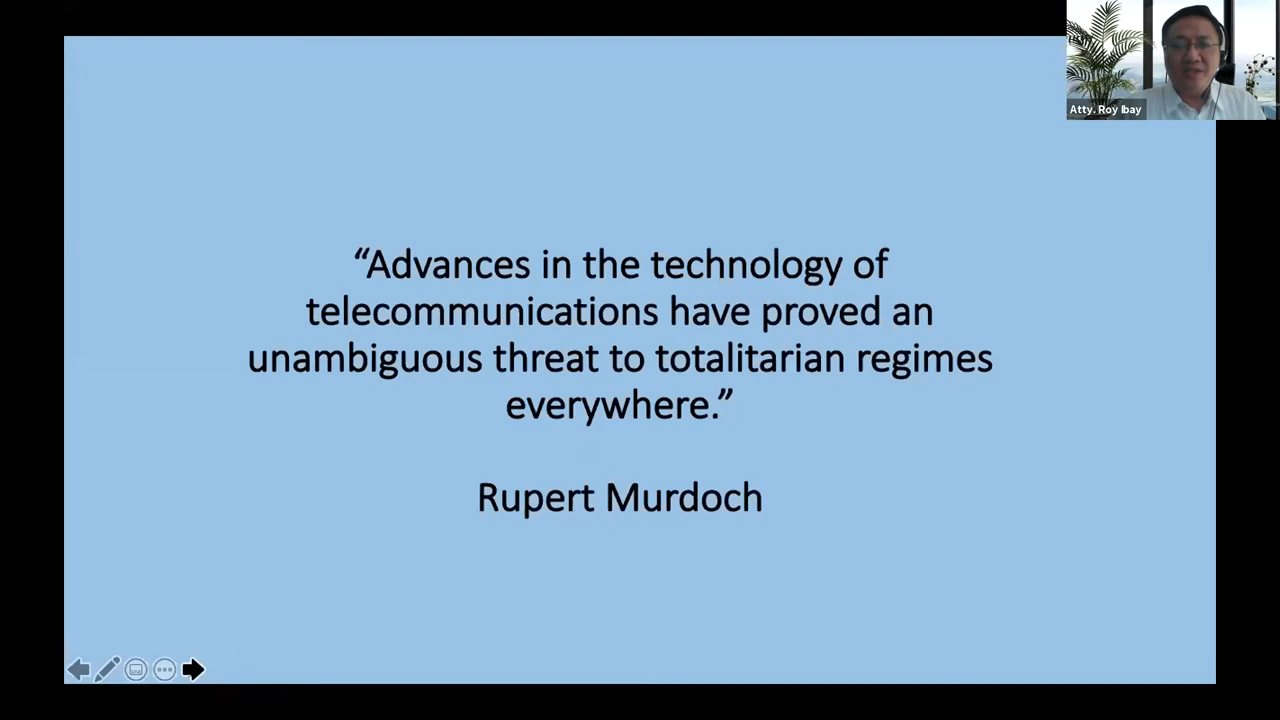 Atty. Roy Ibay
“Advances in the technology of
telecommunications have proved an
unambiguous threat to totalitarian regimes
everywhere.”
Rupert Murdoch